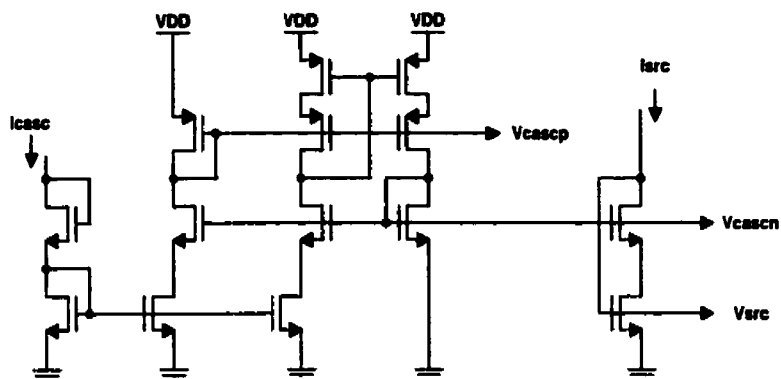 VDD
VDD
VDD
Isrc
Icasc
Vcascp
Vcascn
Vsrc